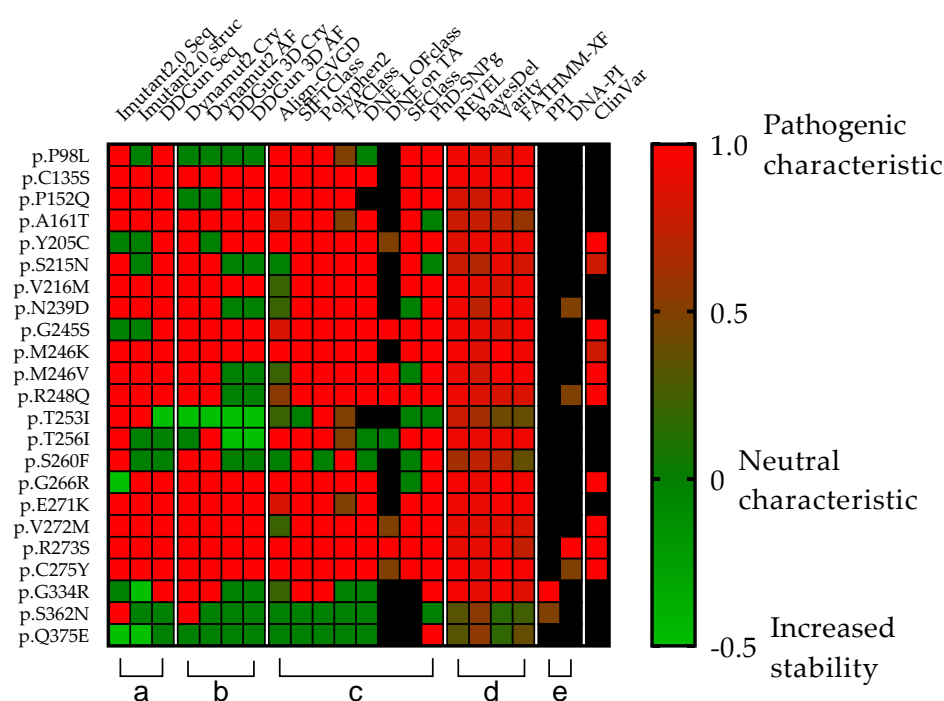 Imutant2.0 Seq
Imutant2.0 struc
DDGun Seq
Dynamut2 Cry
Dynamut2 AF
DDGun 3D Cry
DDGun 3D AF
Align-GVGD
SIFTClass
Polyphen2
TAClass
DNE_LOFclass
DNE on TA
SFClass
PhD-SNPg
REVEL
BayesDel
Varity
FATHMM-XF
PPI
DNA-PI
ClinVar
p.P98L
p.C135S
p.P152Q
p.A161T
p.Y205C
p.S215N
p.V216M
p.N239D
p.G245S
p.M246K
p.M246V
p.R248Q
p.T253I
p.T256I
p.S260F
p.G266R
p.E271K
p.V272M
p.R273S
p.C275Y
p.G334R
p.S362N
p.Q375E
a
b
c
d
e
1.0
0.5
0
-0.5
Pathogenic
characteristic
Neutral
characteristic
Increased
stability